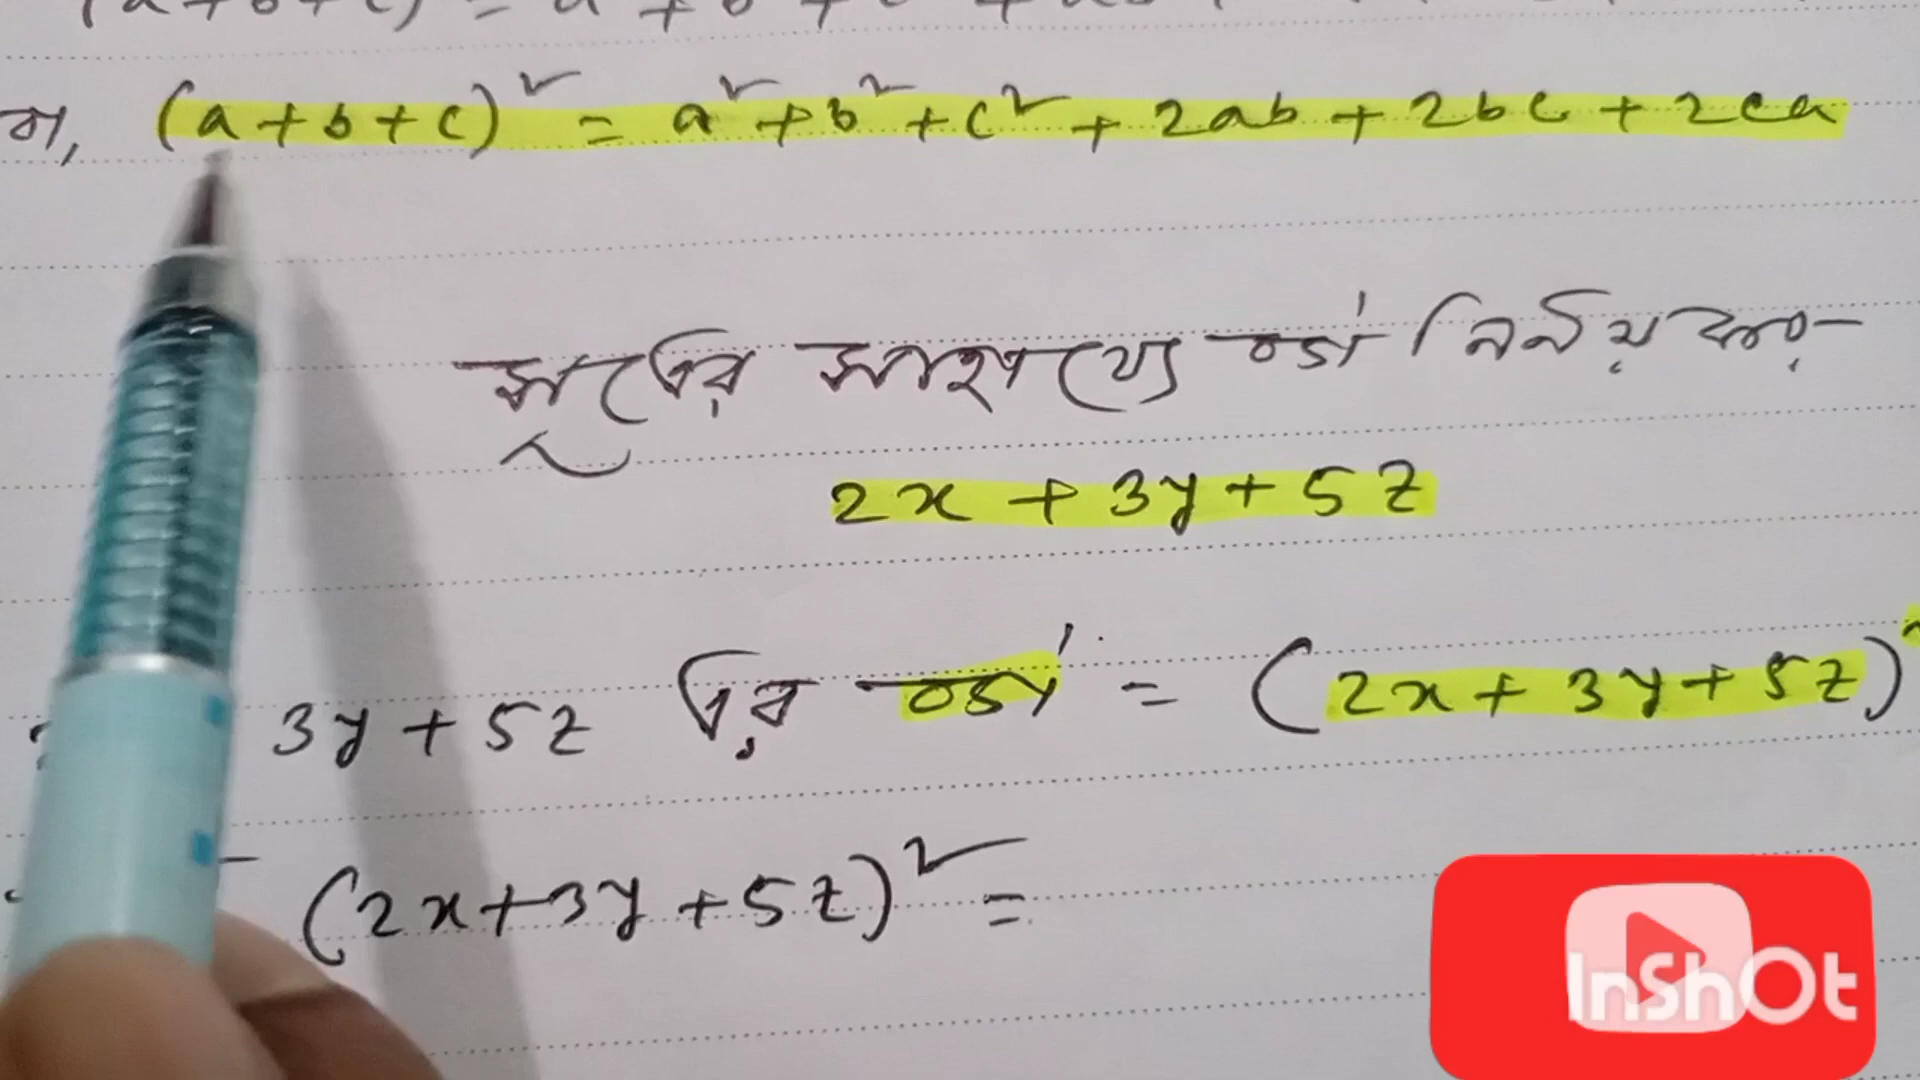 বা, (a+b+c)² = a²+b²+c²+2ab+2bc+2ca
সূত্রের সাহায্যে বর্গ নির্নয় কর-
2x+3y+5z
3y+5z এর বর্গ = (2x+3y+5z)²
(2x+3y+5z)² =
InShOt